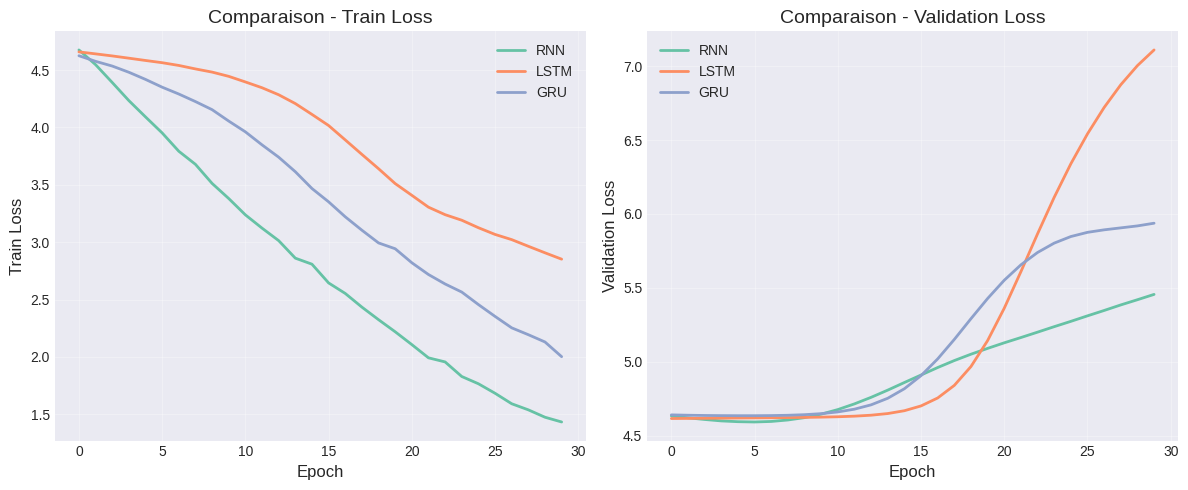 Comparaison - Train Loss
RNN
LSTM
GRU
4.5
4.0
3.5
3.0
2.5
2.0
1.5
Train Loss
0 5 10 15 20 25 30
Epoch
Comparaison - Validation Loss
RNN
LSTM
GRU
7.0
6.5
6.0
5.5
5.0
4.5
Validation Loss
0 5 10 15 20 25 30
Epoch